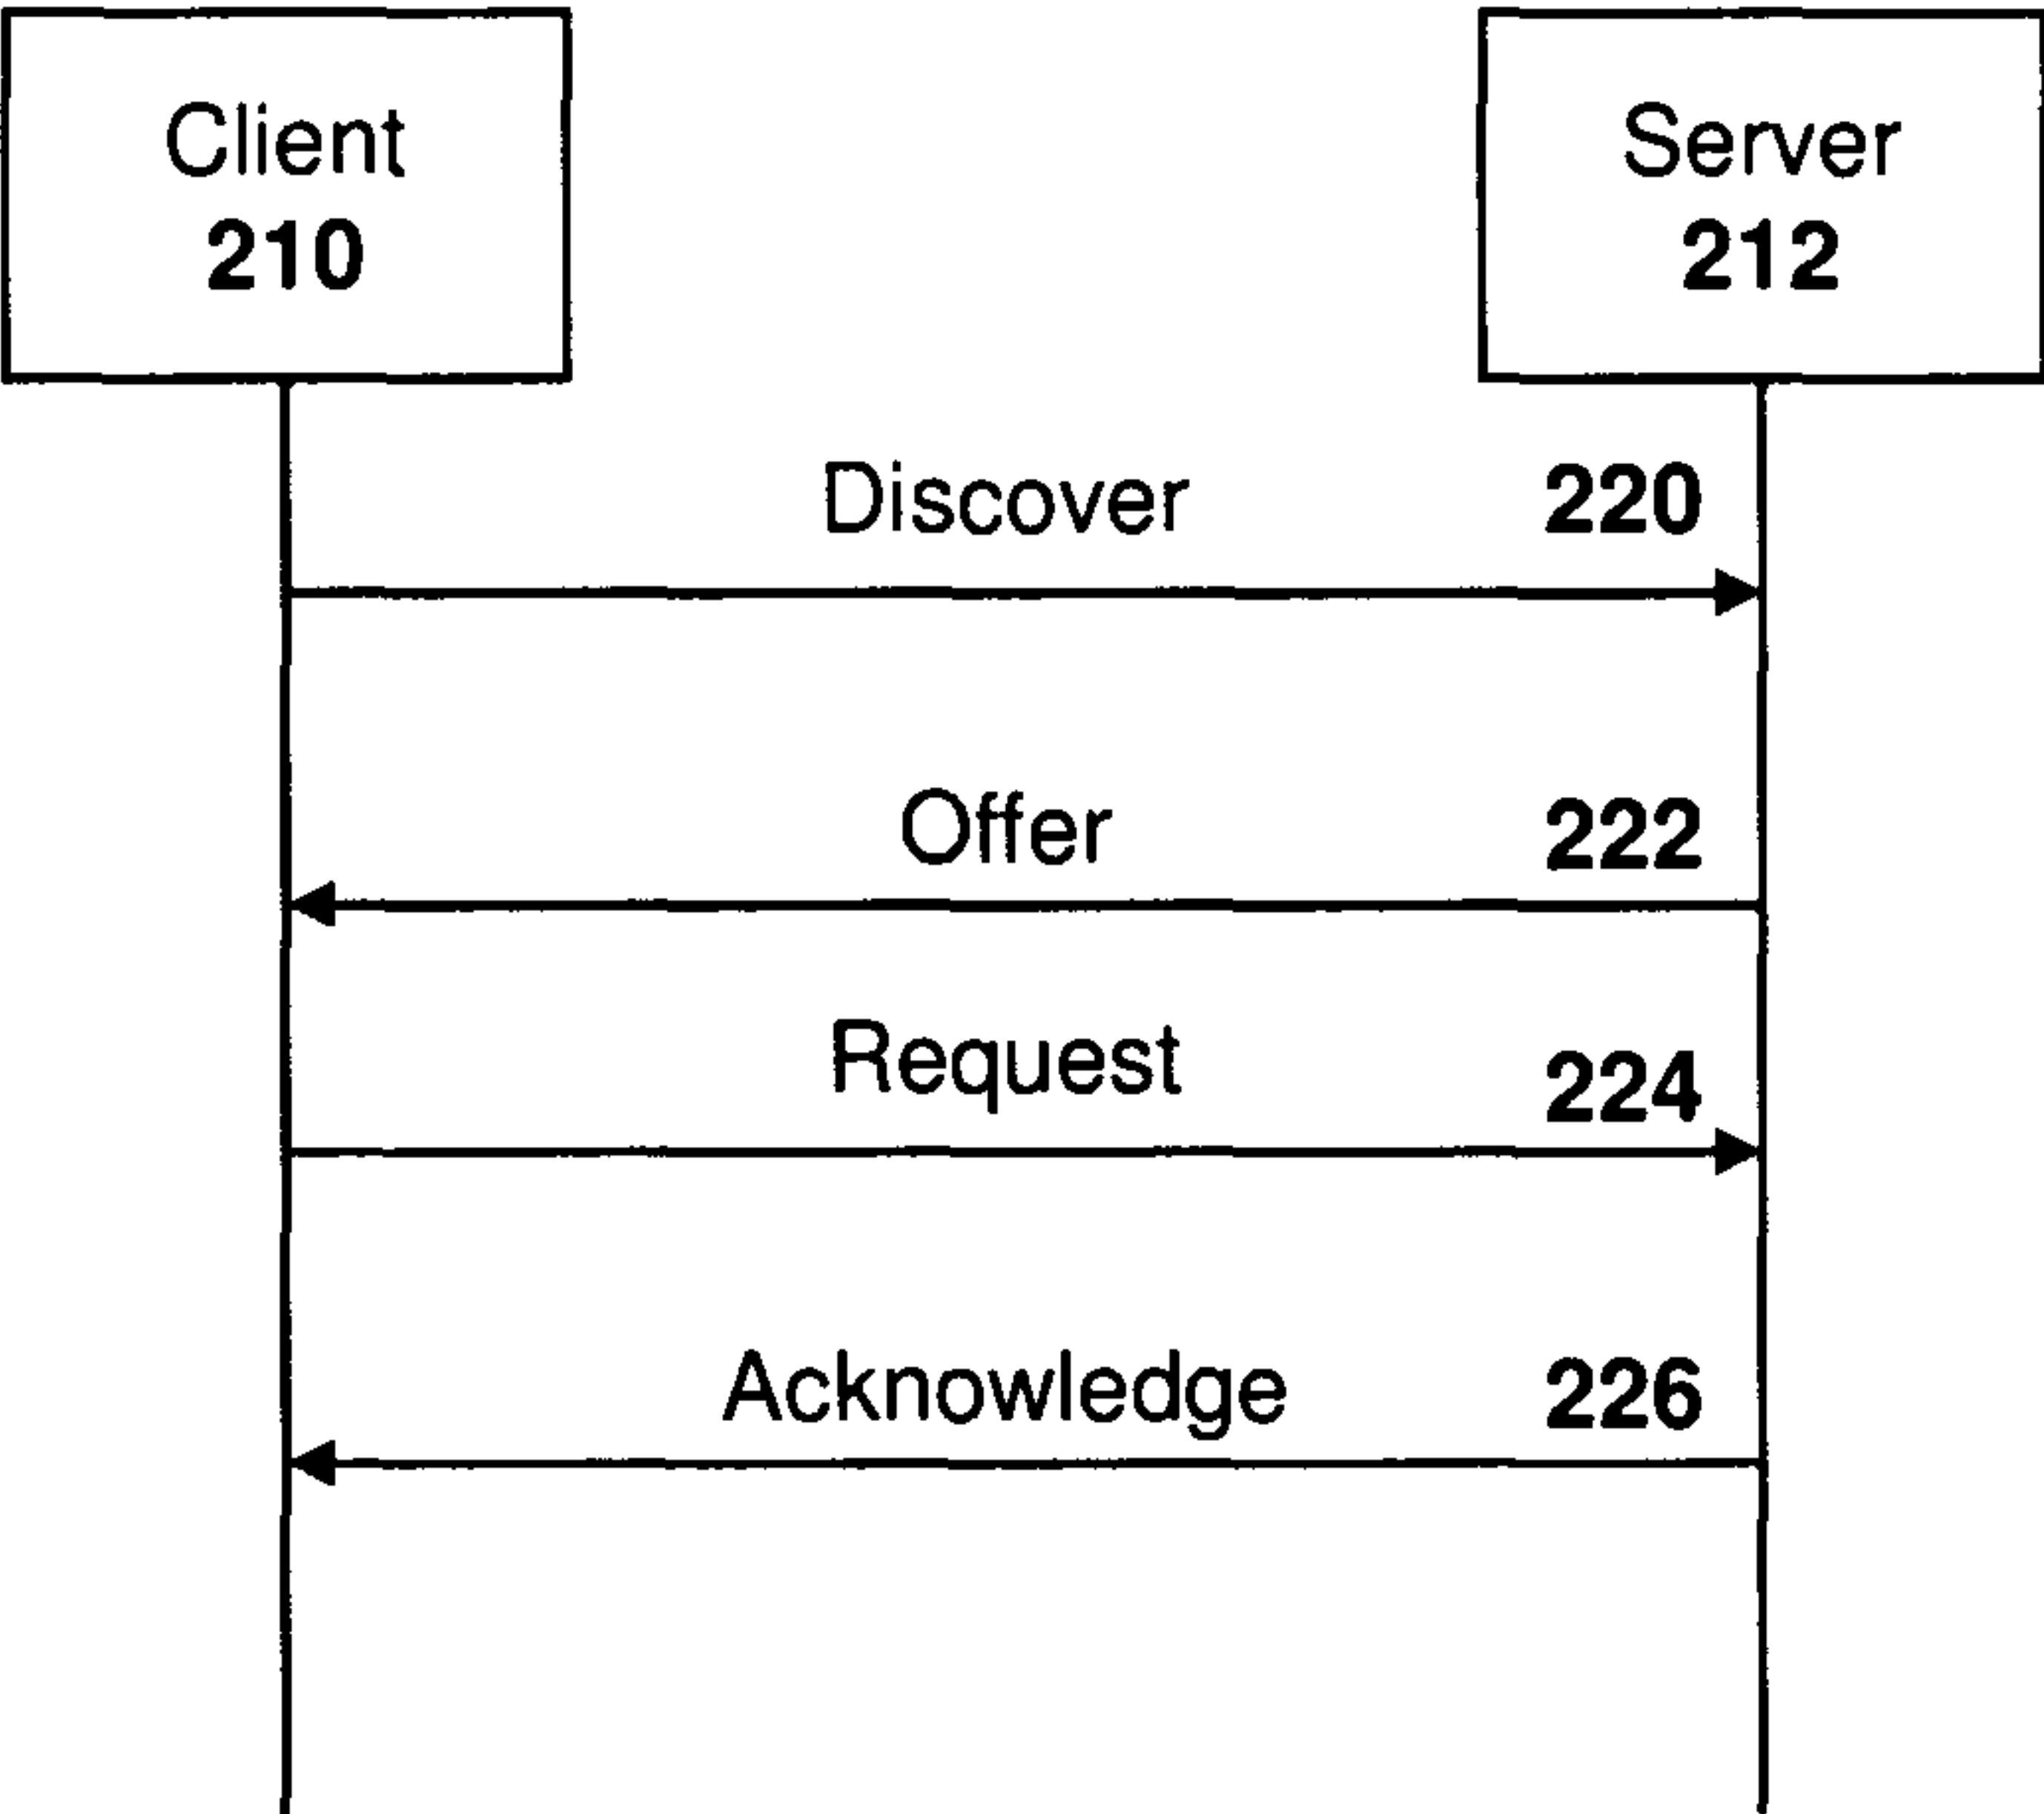 Client
210
Server
212
Discover 220
Offer 222
Request 224
Acknowledge 226